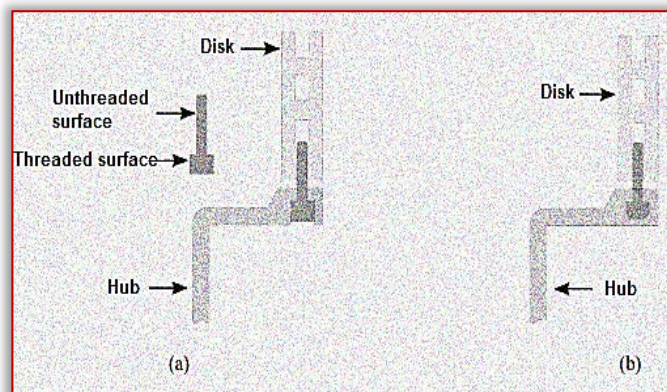 Disk
Unthreaded
surface
Threaded surface
Hub
(a)
Disk
Hub
(b)